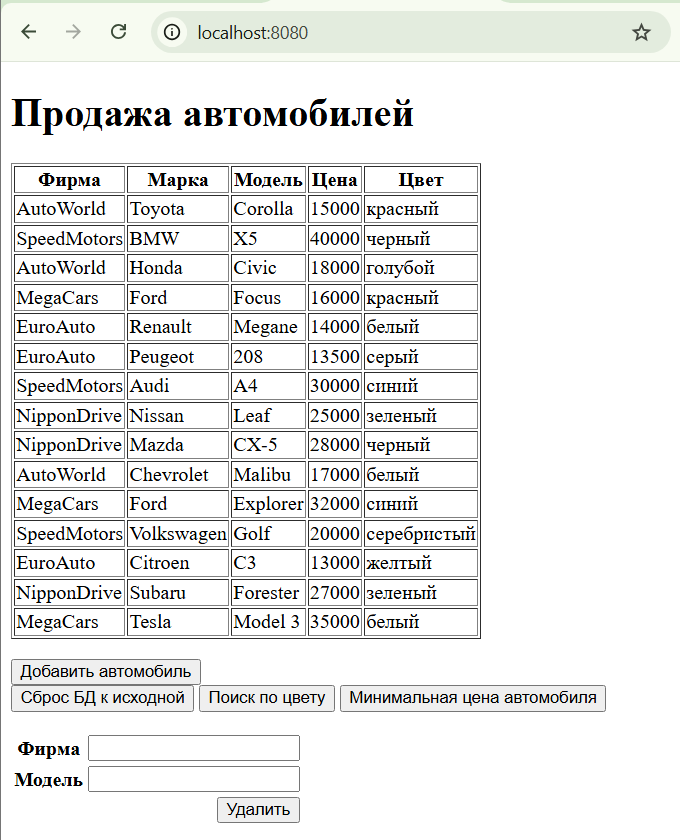 localhost:8080
Продажа автомобилей
Фирма Марка Модель Цена Цвет
AutoWorld Toyota Corolla 15000 красный
SpeedMotors BMW X5 40000 черный
AutoWorld Honda Civic 18000 голубой
MegaCars Ford Focus 16000 красный
EuroAuto Renault Megane 14000 белый
EuroAuto Peugeot 208 13500 серый
SpeedMotors Audi A4 30000 синий
NipponDrive Nissan Leaf 25000 зеленый
NipponDrive Mazda CX-5 28000 черный
AutoWorld Chevrolet Malibu 17000 белый
MegaCars Ford Explorer 32000 синий
SpeedMotors Volkswagen Golf 20000 серебристый
EuroAuto Citroen C3 13000 желтый
NipponDrive Subaru Forester 27000 зеленый
MegaCars Tesla Model 3 35000 белый
Добавить автомобиль
Сброс БД к исходной Поиск по цвету Минимальная цена автомобиля
Фирма
Модель
Удалить